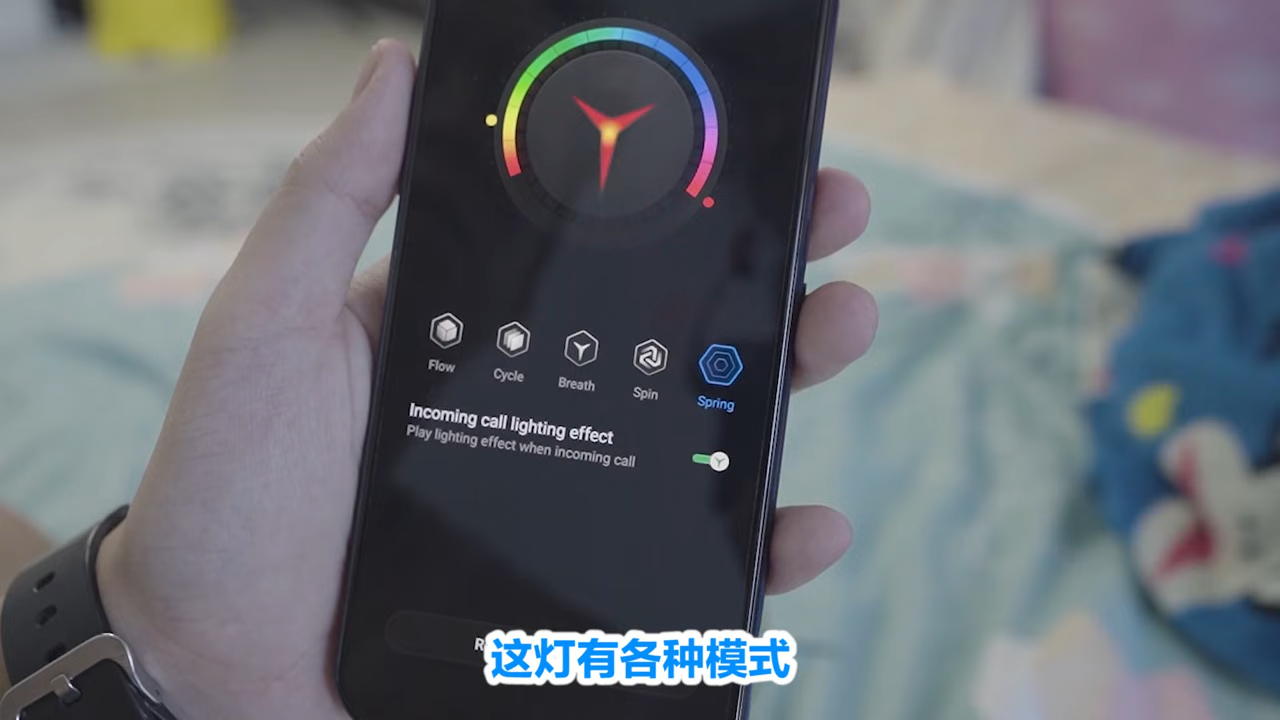 Flow
Cycle
Breath
Spin
Spring
Incoming call lighting effect
Play lighting effect when incoming call
这灯有各种模式